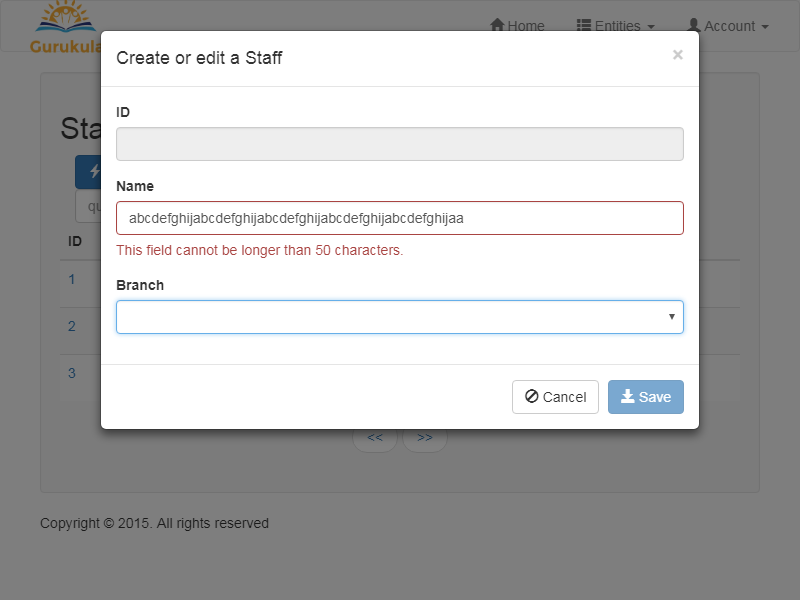 Gurukula
Home
Entities
Account
Create or edit a Staff
×
ID
Name
abcdefghijabcdefghijabcdefghijabcdefghijabcdefghijaa
This field cannot be longer than 50 characters.
Branch
Cancel
Save
Sta
qu
ID
1
2
3
<<
>>
Copyright © 2015. All rights reserved